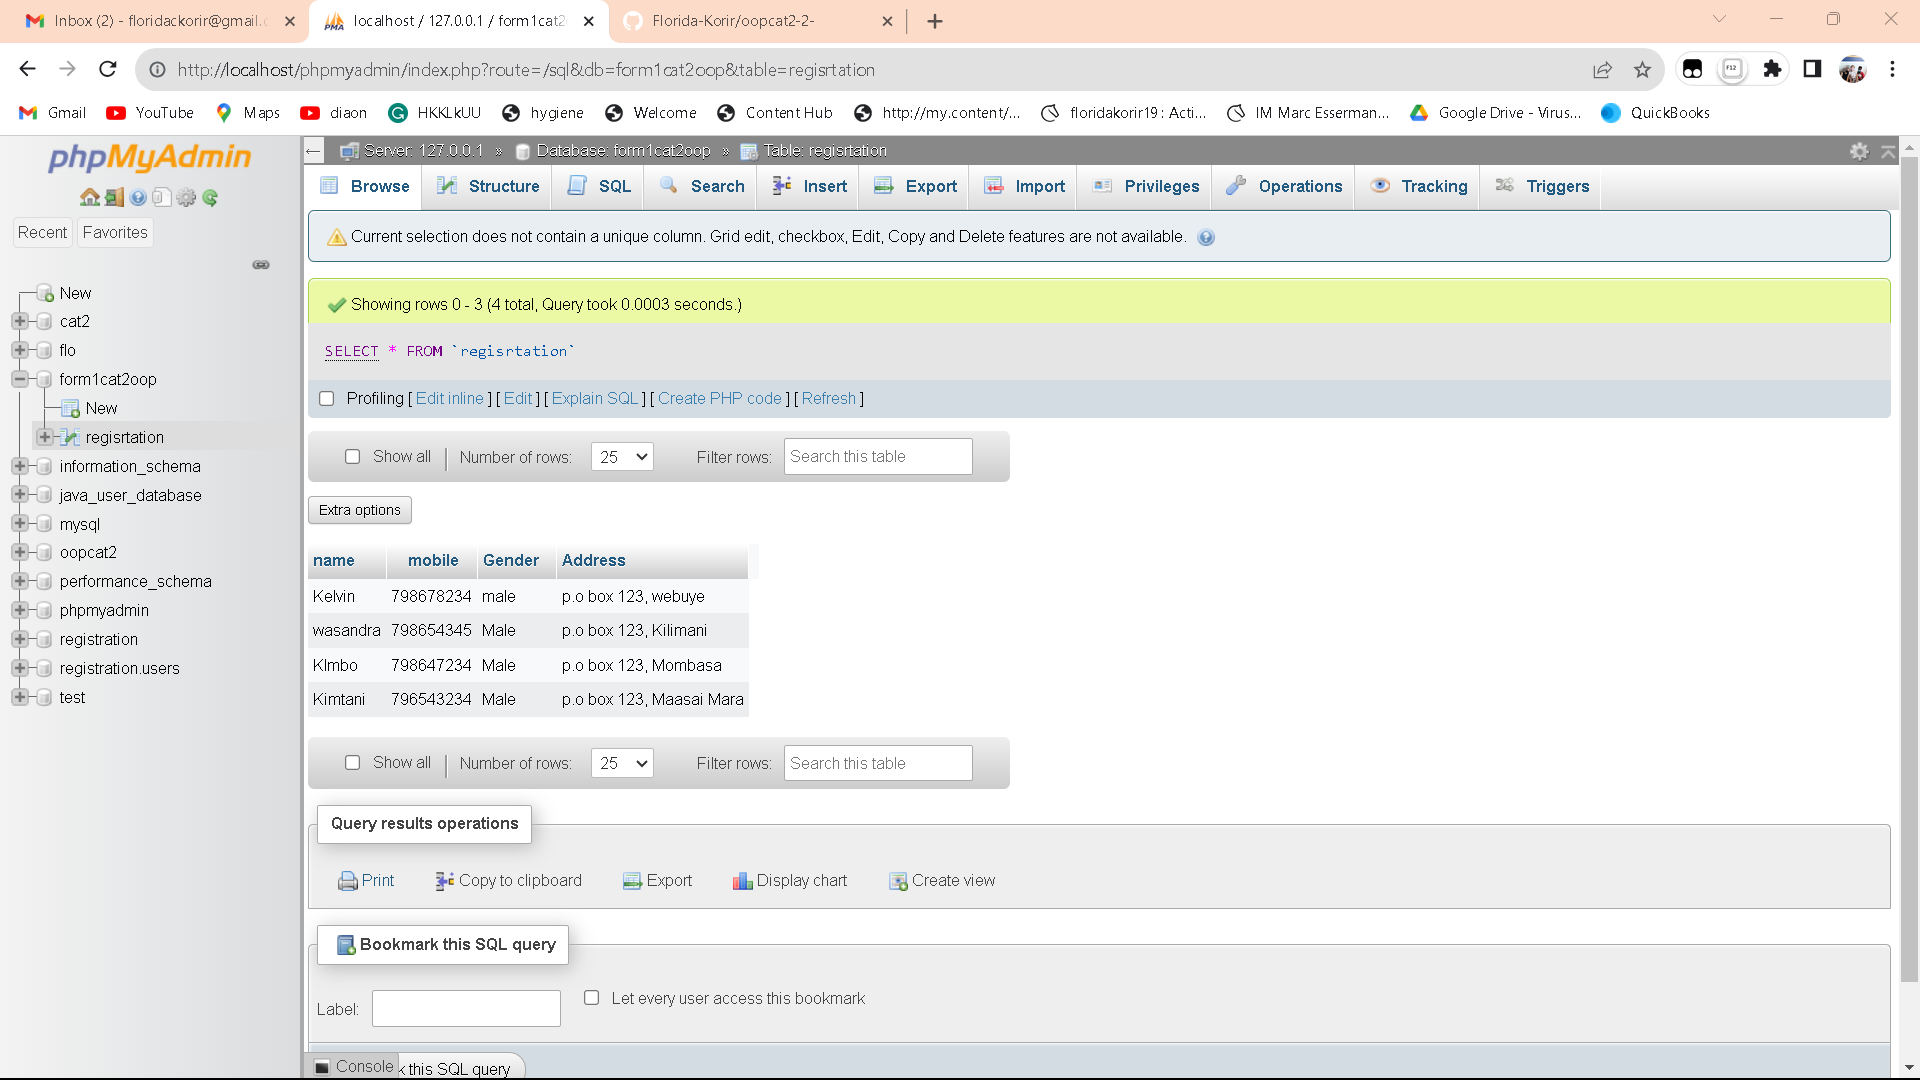 Inbox (2) - floridackorir@gmail.c
localhost / 127.0.0.1 / form1cat2o
Florida-Korir/oopcat2-2-
http://localhost/phpmyadmin/index.php?route=/sql&db=form1cat2oop&table=regisrtation
Gmail YouTube Maps diaon HKKLkUU hygiene Welcome Content Hub http://my.content/... floridakorir19 : Acti... IM Marc Esserman... Google Drive - Virus... QuickBooks
phpMyAdmin
Recent Favorites
New
cat2
flo
form1cat2oop
New
regisrtation
information_schema
java_user_database
mysql
oopcat2
performance_schema
phpmyadmin
registration
registration.users
test
Server: 127.0.0.1 » Database: form1cat2oop » Table: regisrtation
Browse Structure SQL Search Insert Export Import Privileges Operations Tracking Triggers
Current selection does not contain a unique column. Grid edit, checkbox, Edit, Copy and Delete features are not available.
Showing rows 0 - 3 (4 total, Query took 0.0003 seconds.)
SELECT * FROM `regisrtation`
Profiling [ Edit inline ] [ Edit ] [ Explain SQL ] [ Create PHP code ] [ Refresh ]
Show all Number of rows: 25 Filter rows: Search this table
Extra options
name mobile Gender Address
Kelvin 798678234 male p.o box 123, webuye
wasandra 798654345 Male p.o box 123, Kilimani
KImbo 798647234 Male p.o box 123, Mombasa
Kimtani 796543234 Male p.o box 123, Maasai Mara
Show all Number of rows: 25 Filter rows: Search this table
Query results operations
Print Copy to clipboard Export Display chart Create view
Bookmark this SQL query
Label: Let every user access this bookmark
Console k this SQL query